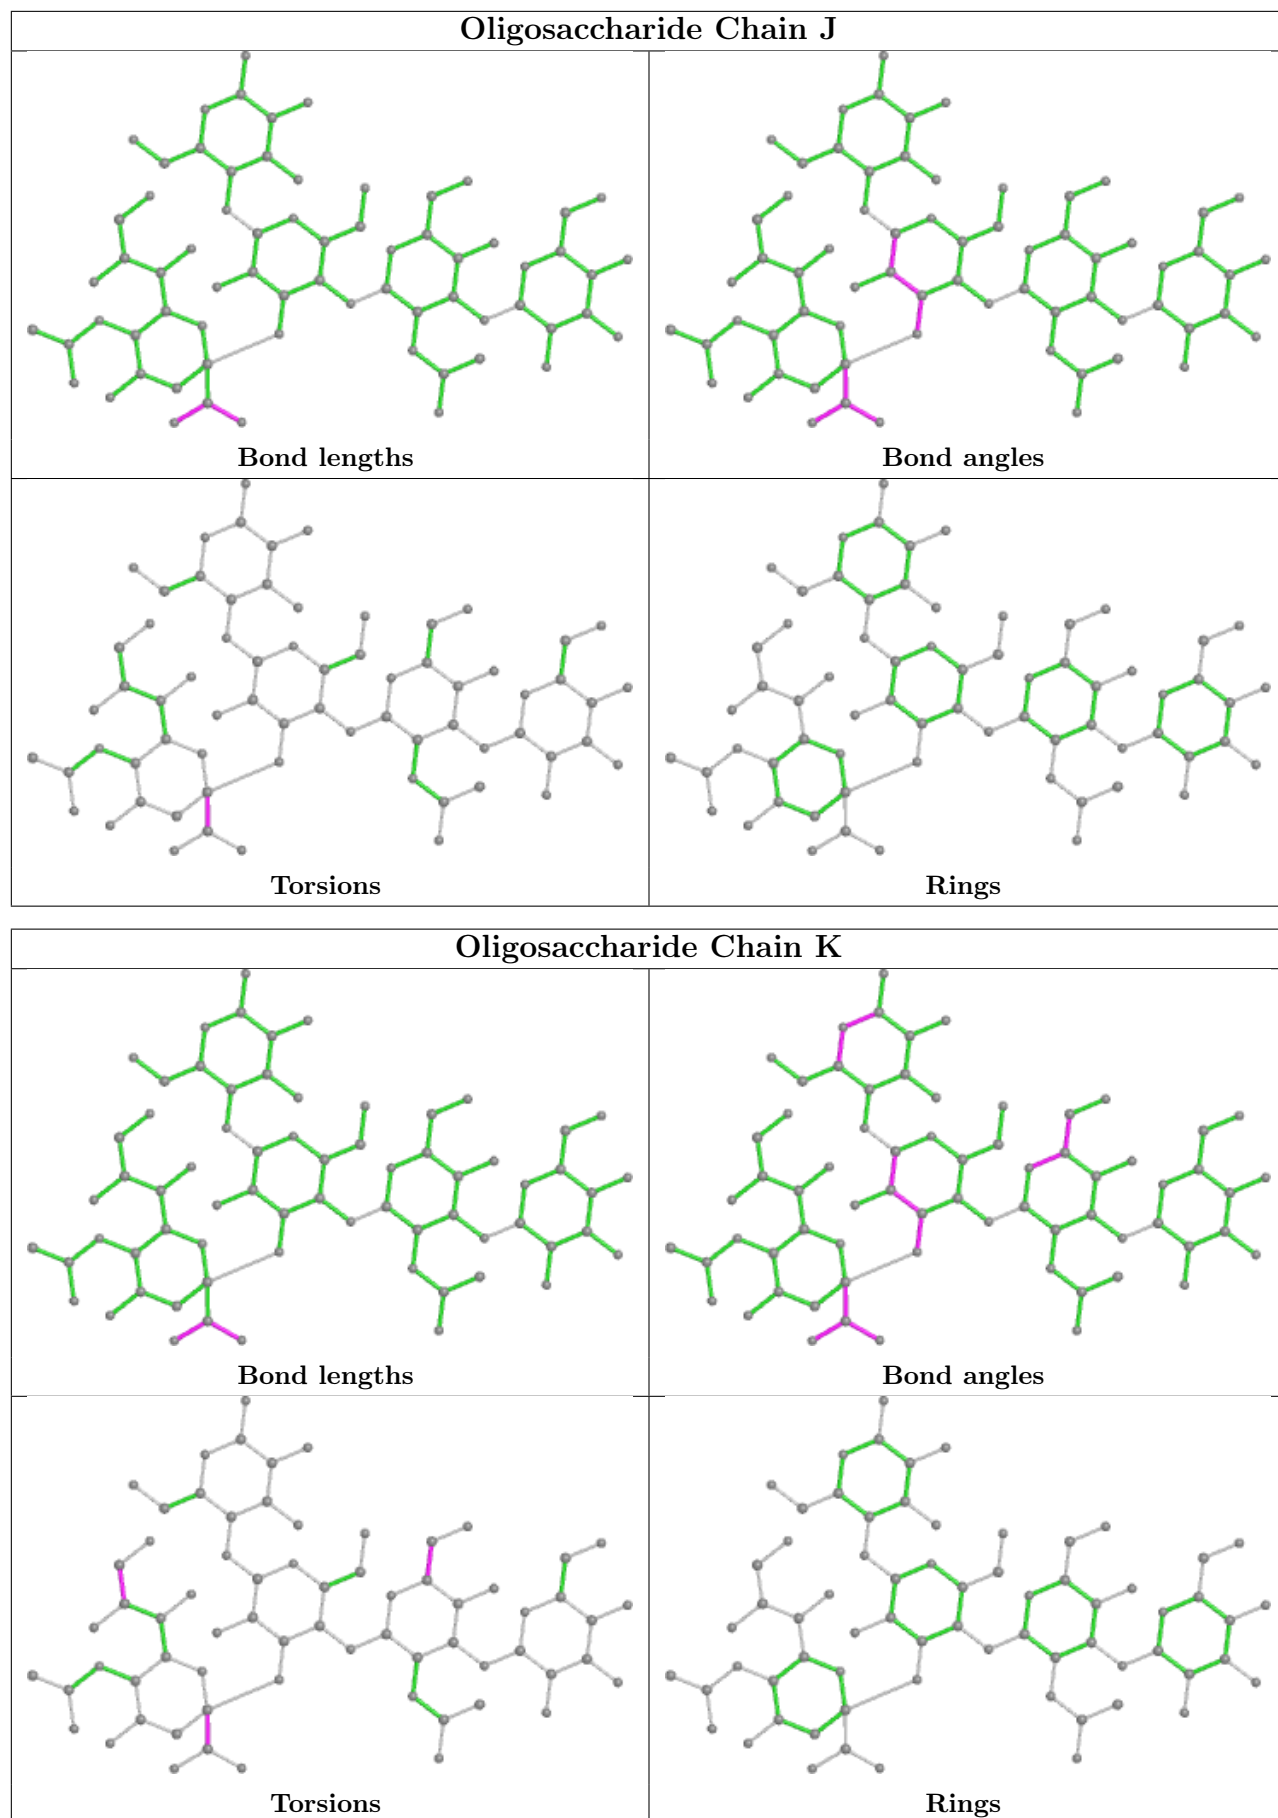 Oligosaccharide Chain J
Bond lengths
Bond angles
Torsions
Rings
Oligosaccharide Chain K
Bond lengths
Bond angles
Torsions
Rings